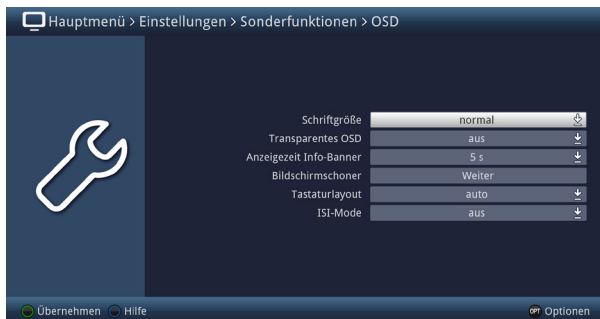 Hauptmenü > Einstellungen > Sonderfunktionen > OSD
Schriftgröße normal
Transparentes OSD aus
Anzeigezeit Info-Banner 5 s
Bildschirmschoner Weiter
Tastaturlayout auto
ISI-Mode aus
Übernehmen Hilfe OPT Optionen